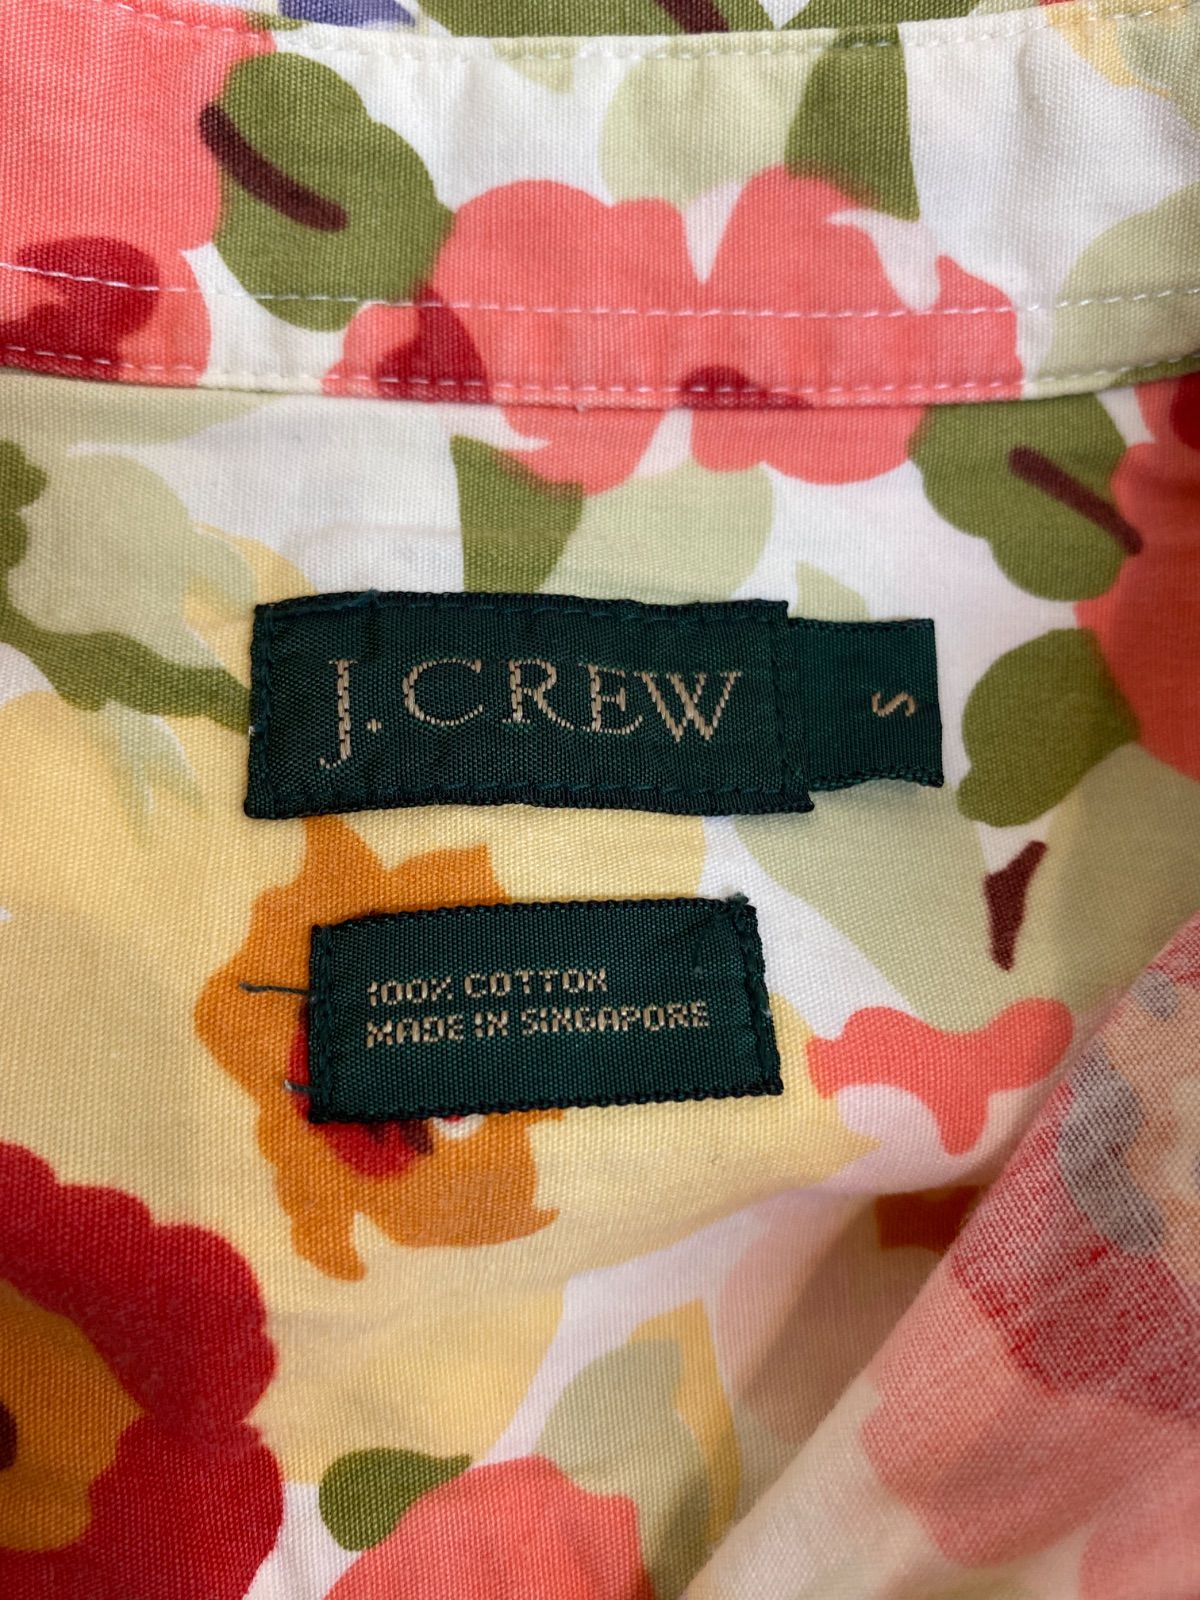 J.CREW
S
100% COTTON
MADE IN SINGAPORE